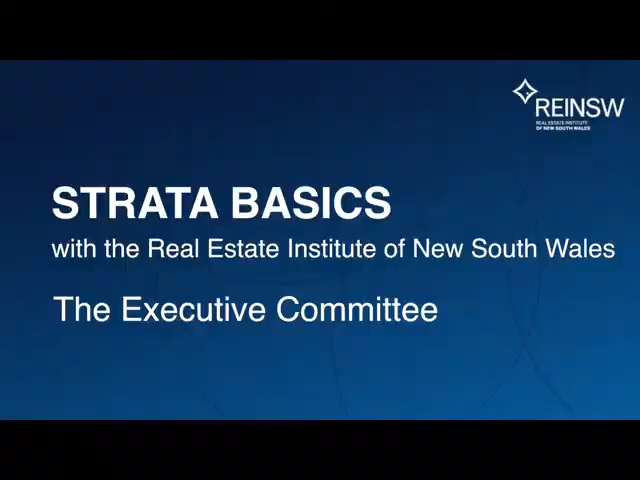 REINSW
REAL ESTATE INSTITUTE
OF NEW SOUTH WALES
STRATA BASICS
with the Real Estate Institute of New South Wales
The Executive Committee